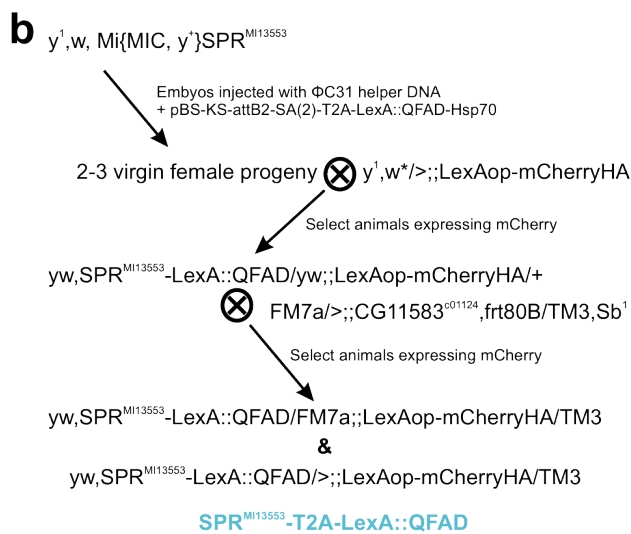 b
y¹,w, Mi{MIC, y⁺}SPRᴹᴵ¹³⁵⁵³
Embyos injected with ΦC31 helper DNA
+ pBS-KS-attB2-SA(2)-T2A-LexA::QFAD-Hsp70
2-3 virgin female progeny ⊗ y¹,w*/>;;LexAop-mCherryHA
Select animals expressing mCherry
yw,SPRᴹᴵ¹³⁵⁵³-LexA::QFAD/yw;;LexAop-mCherryHA/+
⊗ FM7a/>;;CG11583ᶜ⁰¹¹²⁴,frt80B/TM3,Sb¹
Select animals expressing mCherry
yw,SPRᴹᴵ¹³⁵⁵³-LexA::QFAD/FM7a;;LexAop-mCherryHA/TM3
&
yw,SPRᴹᴵ¹³⁵⁵³-LexA::QFAD/>;;LexAop-mCherryHA/TM3
SPRᴹᴵ¹³⁵⁵³-T2A-LexA::QFAD